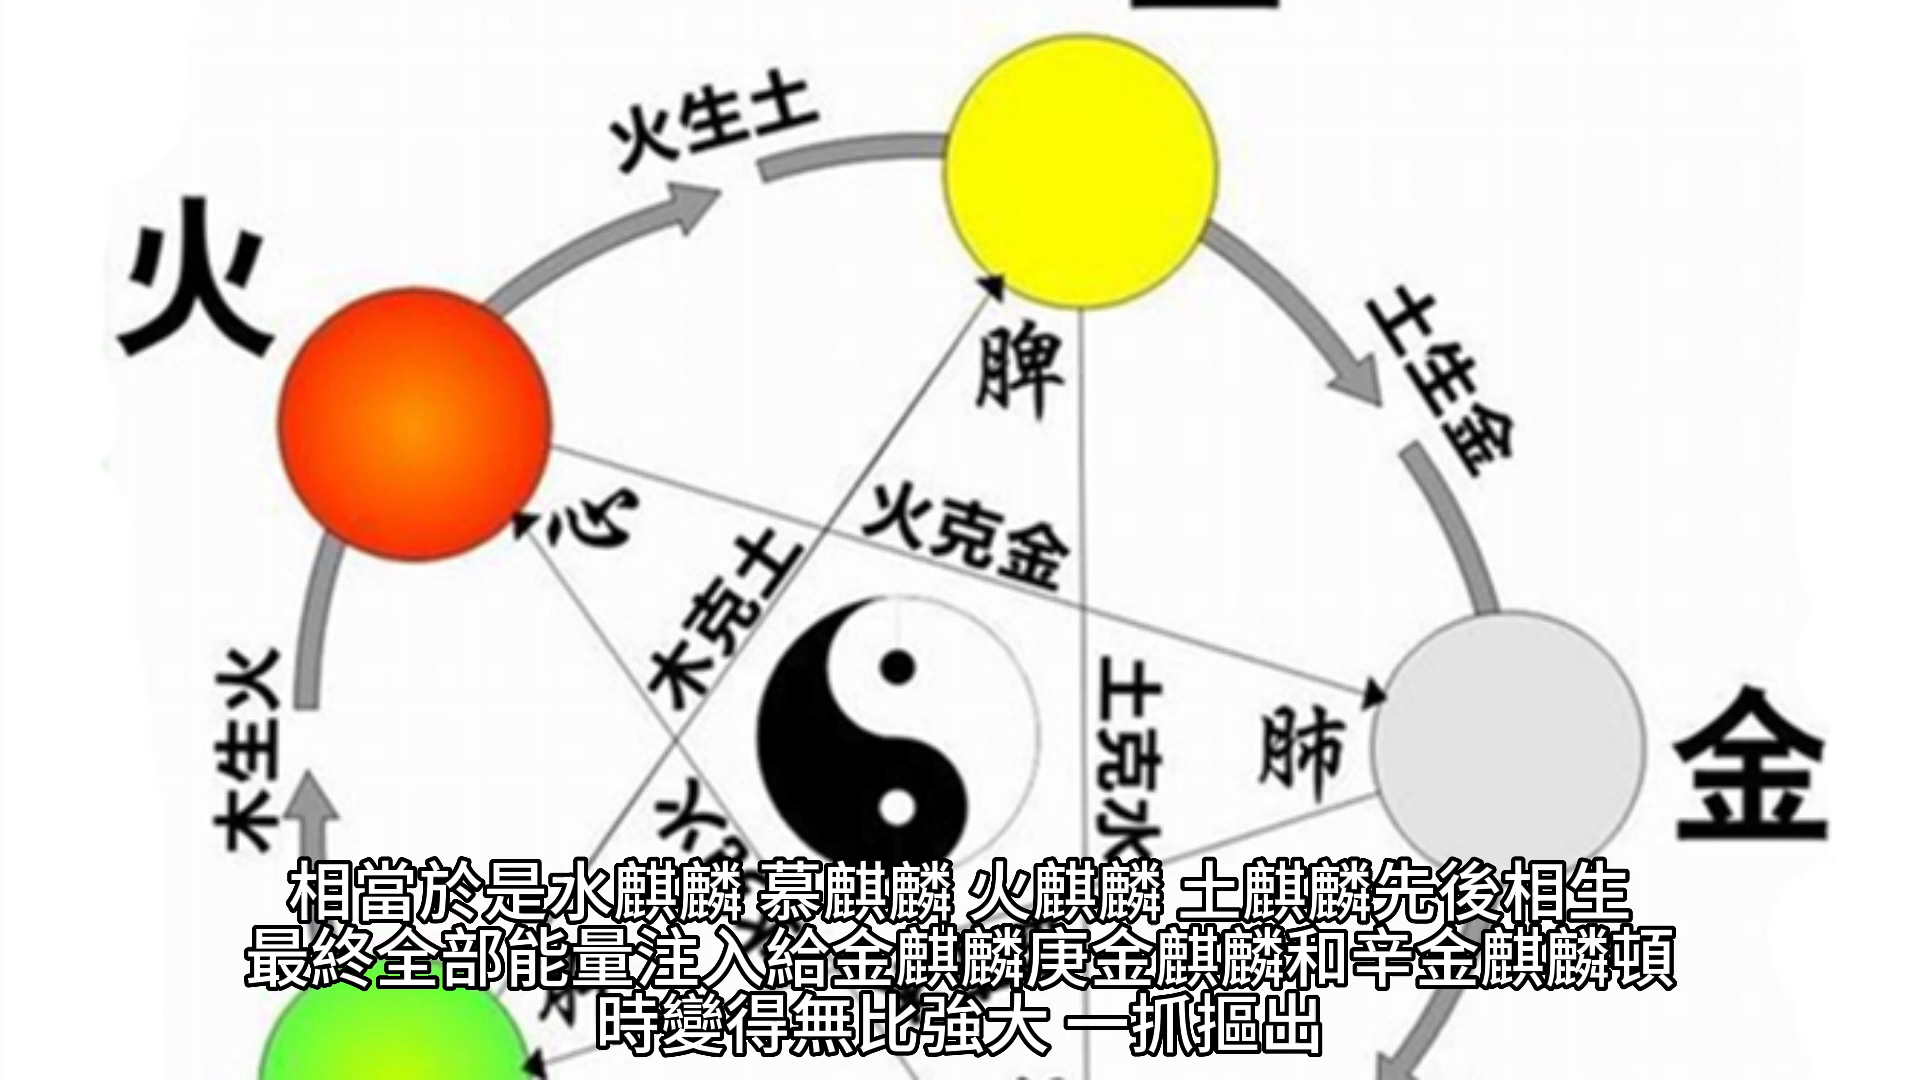 火生土
火
土生金
脾
心
火克金
木克土
木生火
土克水
肺
金
相當於是水麒麟 慕麒麟 火麒麟 土麒麟先後相生
最終全部能量注入給金麒麟庚金麒麟和辛金麒麟頓
時變得無比強大 一抓摳出